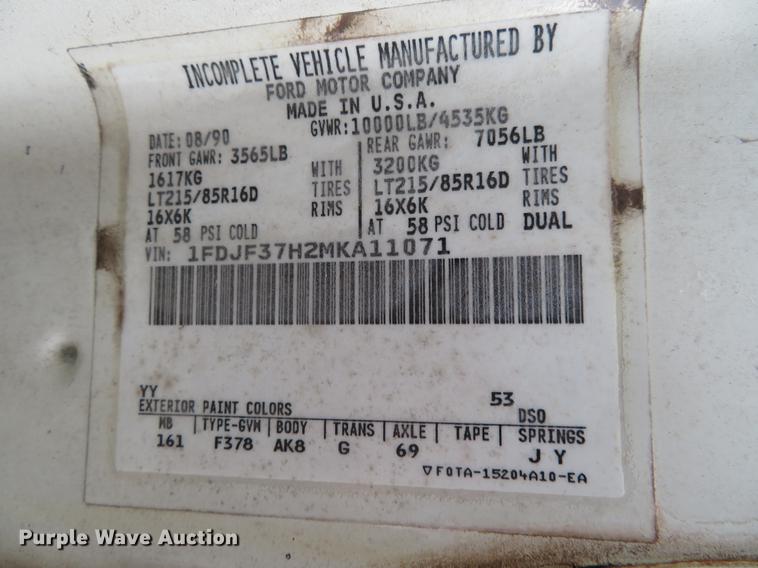 INCOMPLETE VEHICLE MANUFACTURED BY
FORD MOTOR COMPANY
MADE IN U.S.A.
DATE: 08/90 GVWR: 10000LB/4535KG
FRONT GAWR: 3565LB REAR GAWR: 7056LB
1617KG WITH 3200KG WITH
LT215/85R16D TIRES LT215/85R16D TIRES
16X6K RIMS 16X6K RIMS
AT 58 PSI COLD AT 58 PSI COLD DUAL
VIN: 1FDJF37H2MKA11071
YY 53
EXTERIOR PAINT COLORS DSO
WB TYPE-GVW BODY TRANS AXLE TAPE SPRINGS
161 F378 AK8 G 69 J Y
▽F0TA-15204A10-EA
Purple Wave Auction